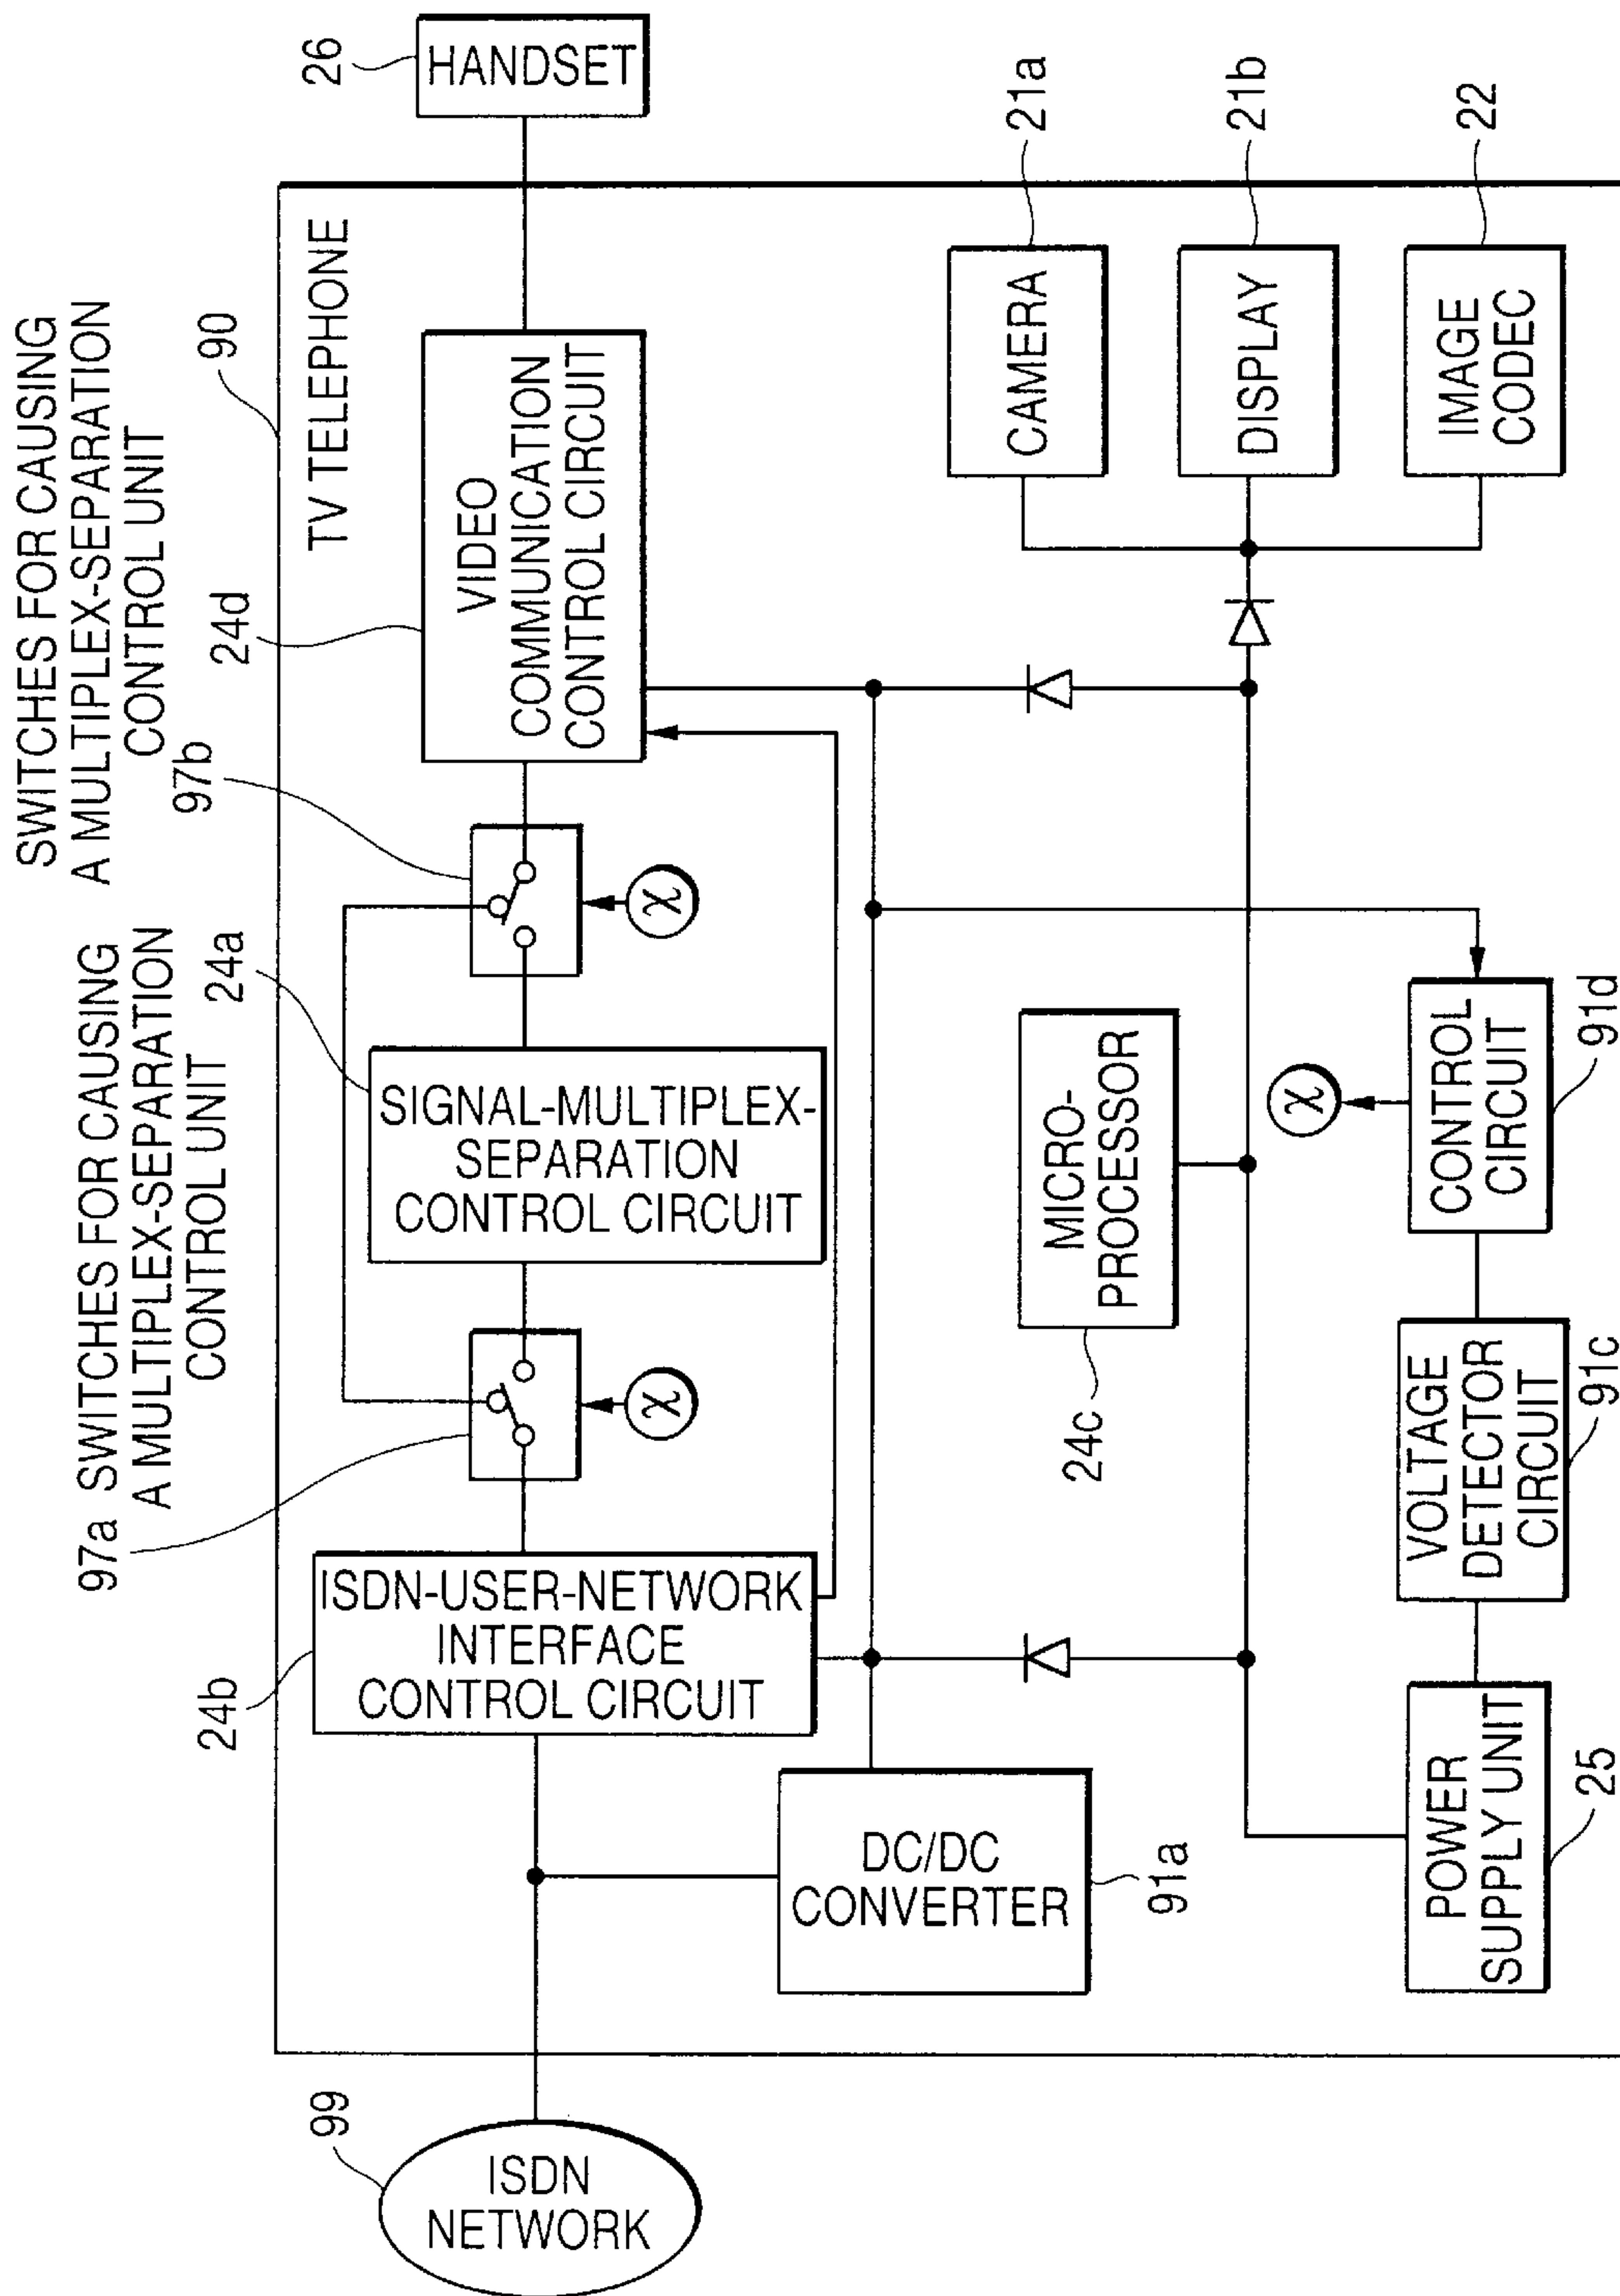 SWITCHES FOR CAUSING
A MULTIPLEX-SEPARATION
CONTROL UNIT
97a SWITCHES FOR CAUSING
A MULTIPLEX-SEPARATION
CONTROL UNIT
97b
90
TV TELEPHONE
99
ISDN
NETWORK
24b
ISDN-USER-NETWORK
INTERFACE
CONTROL CIRCUIT
χ
24a
SIGNAL-MULTIPLEX-
SEPARATION
CONTROL CIRCUIT
χ
24d
VIDEO
COMMUNICATION
CONTROL CIRCUIT
26
HANDSET
DC/DC
CONVERTER
91a
24c
MICRO-
PROCESSOR
CAMERA
21a
DISPLAY
21b
IMAGE
CODEC
22
χ
POWER
SUPPLY UNIT
25
VOLTAGE
DETECTOR
CIRCUIT
91c
CONTROL
CIRCUIT
91d